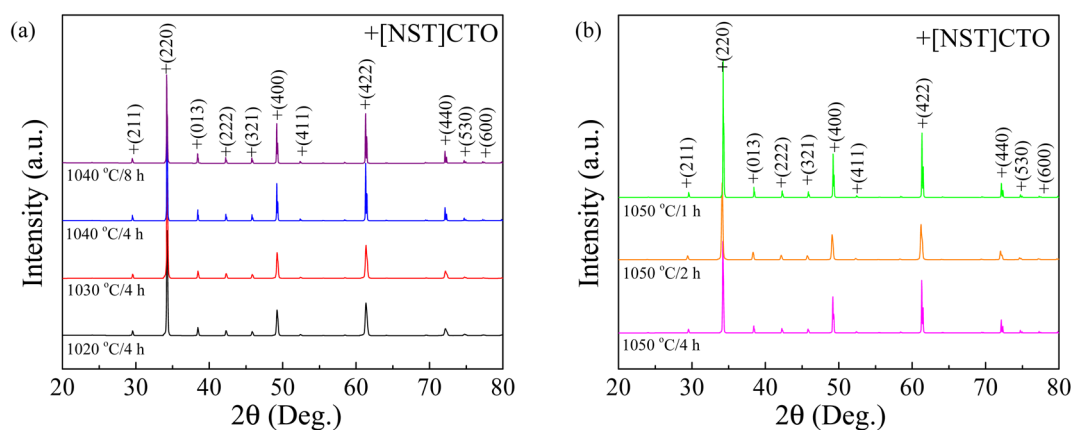 (a)
+[NST]CTO
+(211)
+(220)
+(013)
+(222)
+(321)
+(400)
+(411)
+(422)
+(440)
+(530)
+(600)
1040 °C/8 h
1040 °C/4 h
1030 °C/4 h
1020 °C/4 h
Intensity (a.u.)
20 30 40 50 60 70 80
2θ (Deg.)
(b)
+[NST]CTO
+(211)
+(220)
+(013)
+(222)
+(321)
+(400)
+(411)
+(422)
+(440)
+(530)
+(600)
1050 °C/1 h
1050 °C/2 h
1050 °C/4 h
Intensity (a.u.)
20 30 40 50 60 70 80
2θ (Deg.)